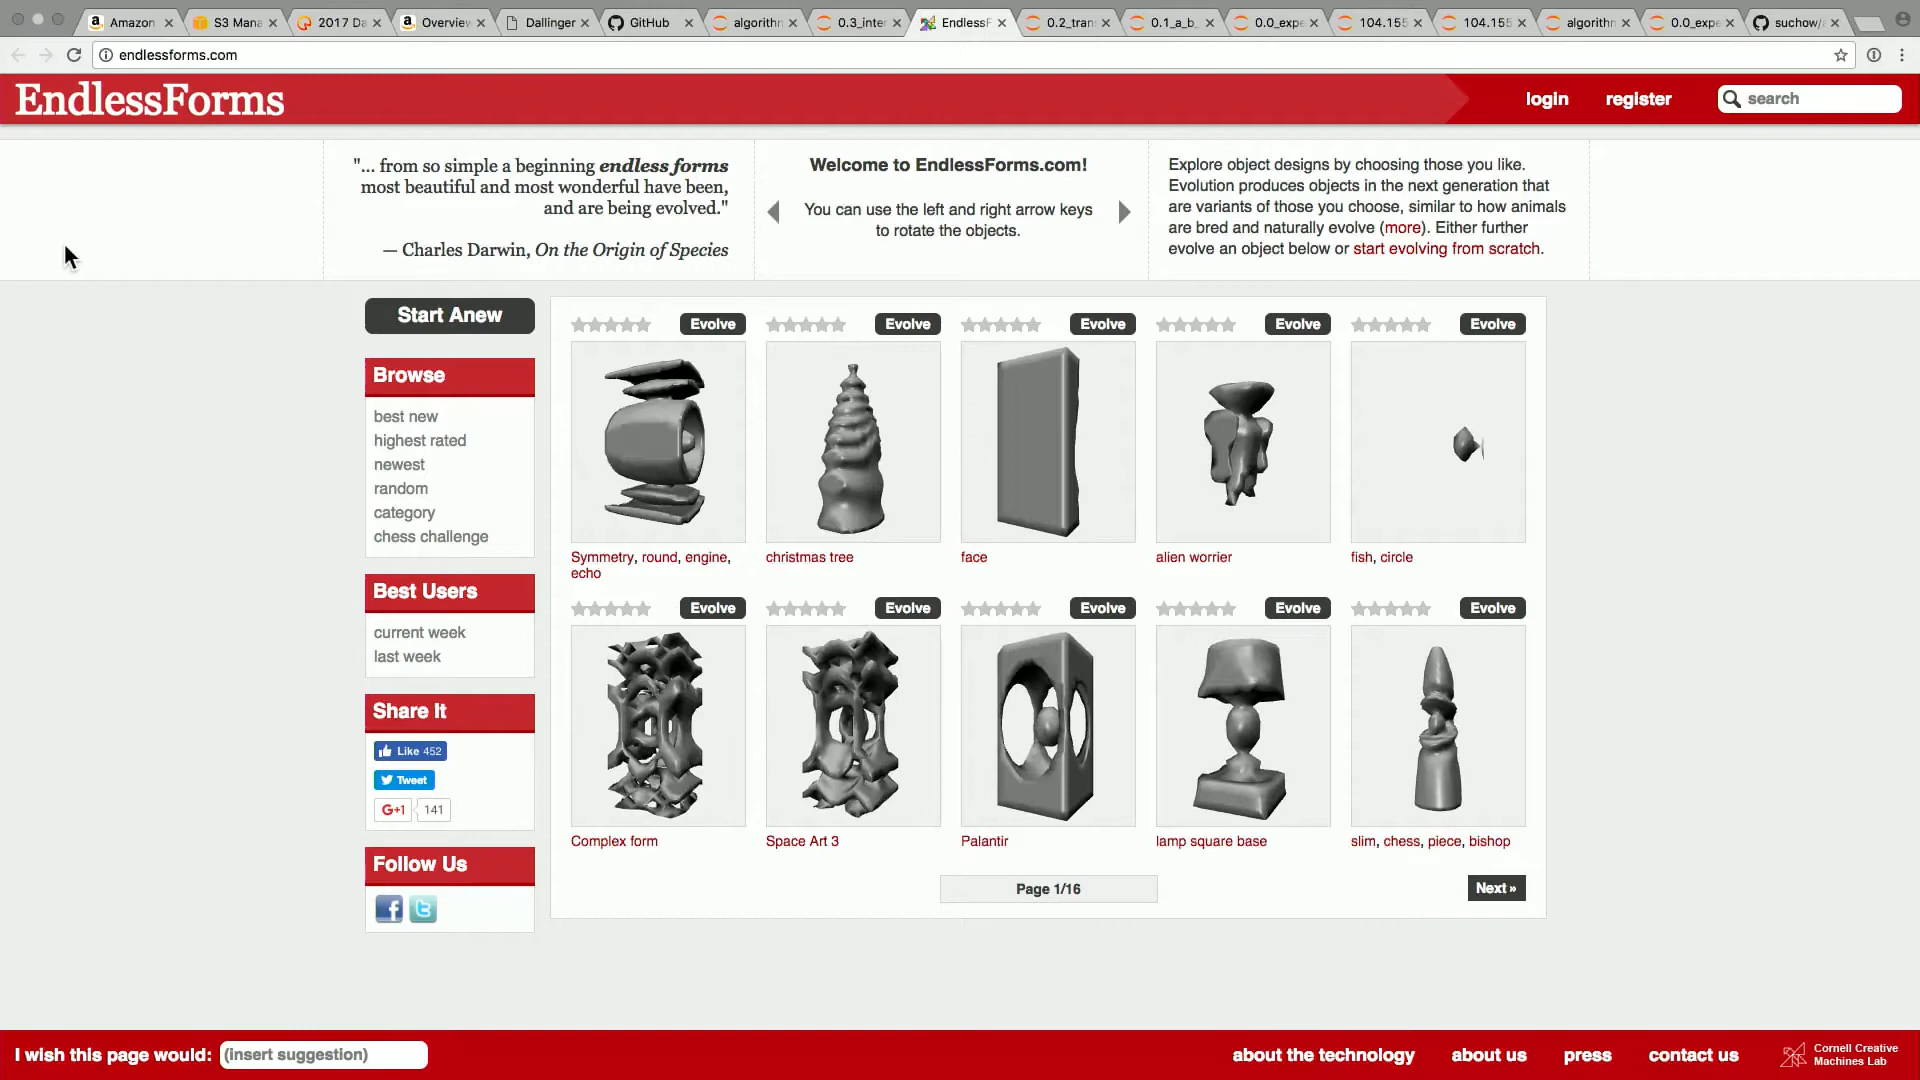 Amazon
S3 Mana
2017 Da
Overview
Dallinger
GitHub
algorithm
0.3_inter
EndlessF
0.2_trans
0.1_a_b_
0.0_expe
104.155
104.155
algorithm
0.0_expe
suchow/
endlessforms.com
EndlessForms
login
register
search
"... from so simple a beginning endless forms
most beautiful and most wonderful have been,
and are being evolved."
— Charles Darwin, On the Origin of Species
Welcome to EndlessForms.com!
You can use the left and right arrow keys
to rotate the objects.
Explore object designs by choosing those you like.
Evolution produces objects in the next generation that
are variants of those you choose, similar to how animals
are bred and naturally evolve (more). Either further
evolve an object below or start evolving from scratch.
Start Anew
Browse
best new
highest rated
newest
random
category
chess challenge
Best Users
current week
last week
Share It
Like 452
Tweet
G+1 141
Follow Us
Evolve
Evolve
Evolve
Evolve
Evolve
Symmetry, round, engine,
echo
christmas tree
face
alien worrier
fish, circle
Evolve
Evolve
Evolve
Evolve
Evolve
Complex form
Space Art 3
Palantir
lamp square base
slim, chess, piece, bishop
Page 1/16
Next »
I wish this page would: (insert suggestion)
about the technology
about us
press
contact us
Cornell Creative
Machines Lab